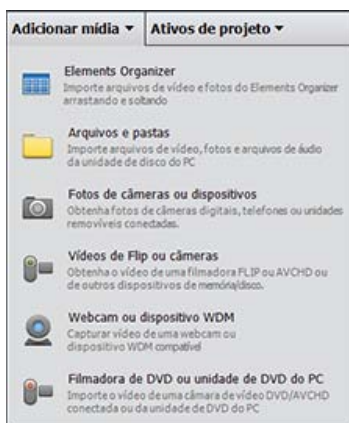 Adicionar mídia ▾ Ativos de projeto ▾
Elements Organizer
Importe arquivos de vídeo e fotos do Elements Organizer
arrastando e soltando
Arquivos e pastas
Importe arquivos de vídeo, fotos e arquivos de áudio
da unidade de disco do PC
Fotos de câmeras ou dispositivos
Obtenha fotos de câmeras digitais, telefones ou unidades
removíveis conectadas.
Vídeos de Flip ou câmeras
Obtenha o vídeo de uma filmadora FLIP ou AVCHD ou
de outros dispositivos de memória/disco.
Webcam ou dispositivo WDM
Capturar vídeo de uma webcam ou
dispositivo WDM compatível
Filmadora de DVD ou unidade de DVD do PC
Importe o vídeo de uma câmara de vídeo DVD/AVCHD
conectada ou da unidade de DVD do PC